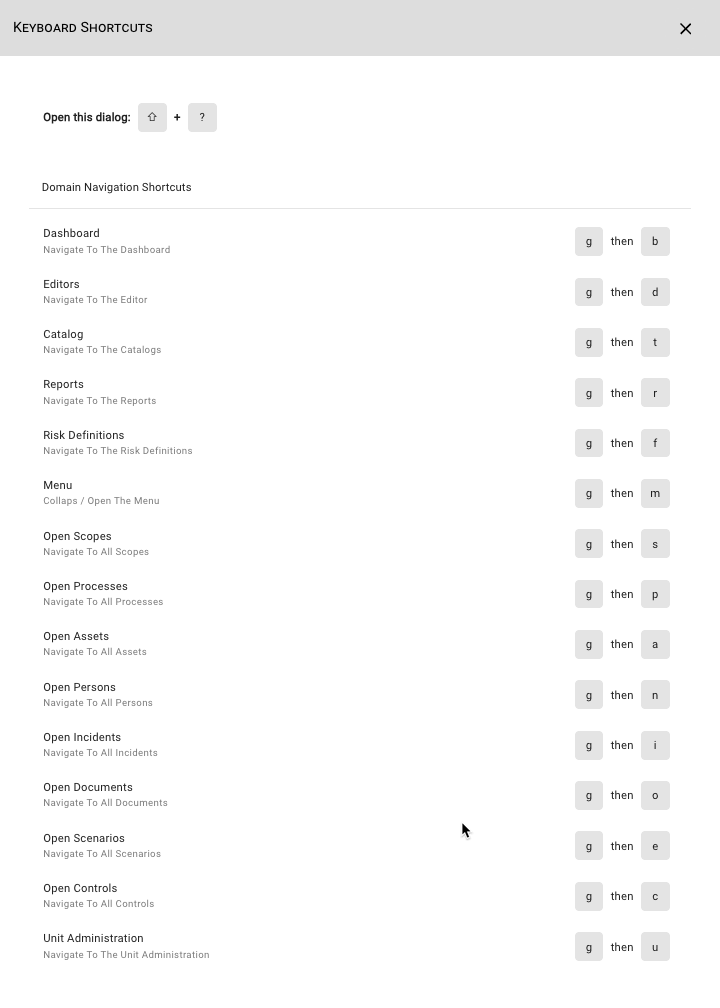 Keyboard Shortcuts
Open this dialog: ⇧ + ?
Domain Navigation Shortcuts
Dashboard
Navigate To The Dashboard
g then b
Editors
Navigate To The Editor
g then d
Catalog
Navigate To The Catalogs
g then t
Reports
Navigate To The Reports
g then r
Risk Definitions
Navigate To The Risk Definitions
g then f
Menu
Collaps / Open The Menu
g then m
Open Scopes
Navigate To All Scopes
g then s
Open Processes
Navigate To All Processes
g then p
Open Assets
Navigate To All Assets
g then a
Open Persons
Navigate To All Persons
g then n
Open Incidents
Navigate To All Incidents
g then i
Open Documents
Navigate To All Documents
g then o
Open Scenarios
Navigate To All Scenarios
g then e
Open Controls
Navigate To All Controls
g then c
Unit Administration
Navigate To The Unit Administration
g then u